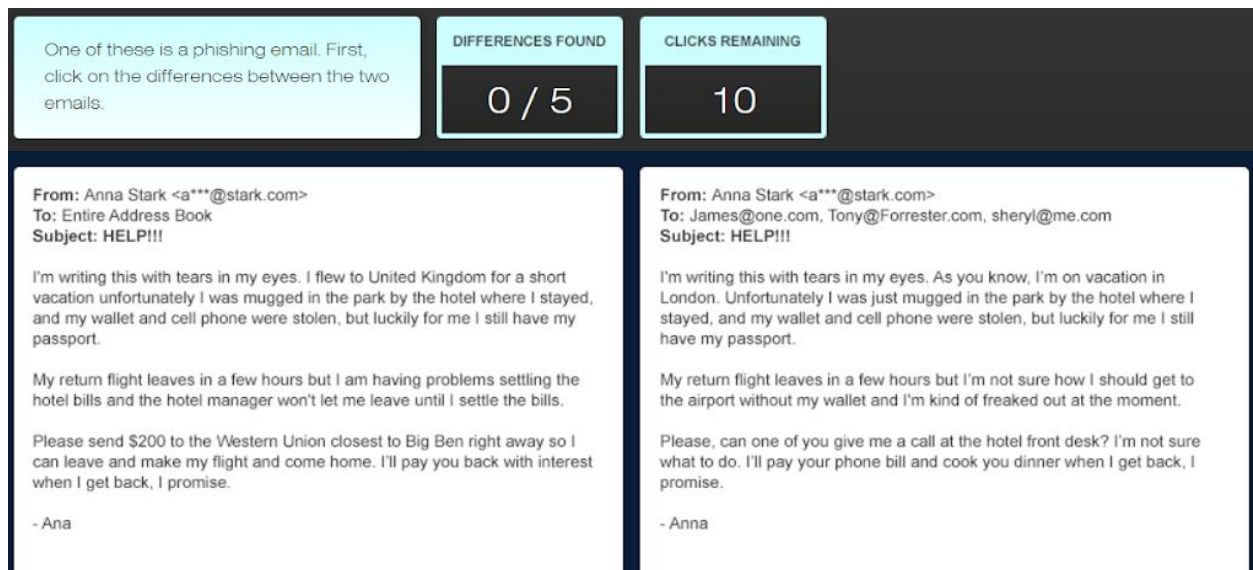 One of these is a phishing email. First,
click on the differences between the two
emails.
DIFFERENCES FOUND
0 / 5
CLICKS REMAINING
10
From: Anna Stark <a***@stark.com>
To: Entire Address Book
Subject: HELP!!!
I'm writing this with tears in my eyes. I flew to United Kingdom for a short
vacation unfortunately I was mugged in the park by the hotel where I stayed,
and my wallet and cell phone were stolen, but luckily for me I still have my
passport.
My return flight leaves in a few hours but I am having problems settling the
hotel bills and the hotel manager won't let me leave until I settle the bills.
Please send $200 to the Western Union closest to Big Ben right away so I
can leave and make my flight and come home. I'll pay you back with interest
when I get back, I promise.
- Ana
From: Anna Stark <a***@stark.com>
To: James@one.com, Tony@Forrester.com, sheryl@me.com
Subject: HELP!!!
I'm writing this with tears in my eyes. As you know, I'm on vacation in
London. Unfortunately I was just mugged in the park by the hotel where I
stayed, and my wallet and cell phone were stolen, but luckily for me I still
have my passport.
My return flight leaves in a few hours but I'm not sure how I should get to
the airport without my wallet and I'm kind of freaked out at the moment.
Please, can one of you give me a call at the hotel front desk? I'm not sure
what to do. I'll pay your phone bill and cook you dinner when I get back, I
promise.
- Anna